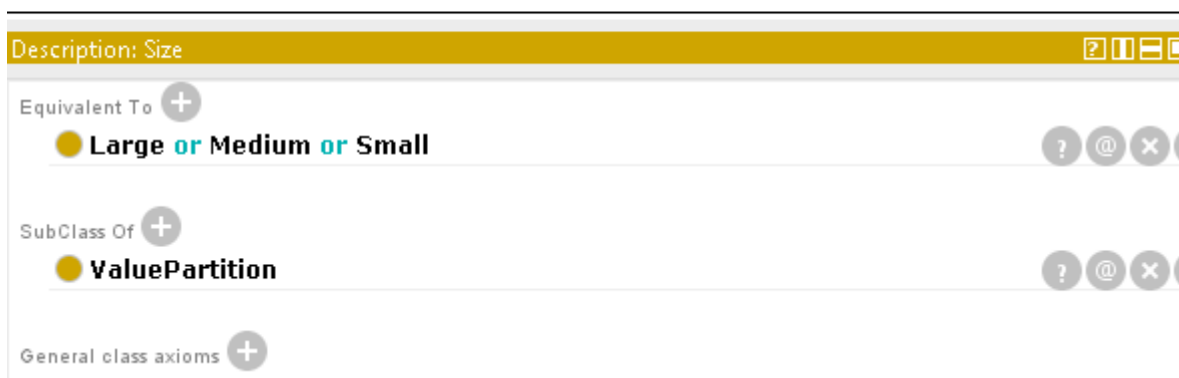 Description: Size
Equivalent To
Large or Medium or Small
SubClass Of
ValuePartition
General class axioms